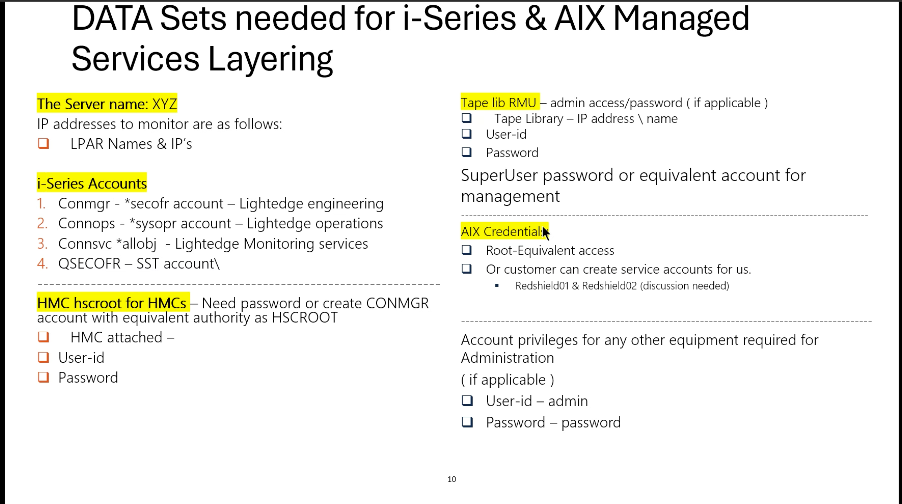 DATA Sets needed for i-Series & AIX Managed
Services Layering
The Server name: XYZ
IP addresses to monitor are as follows:
LPAR Names & IP's
i-Series Accounts
1. Conmgr - *secofr account – Lightedge engineering
2. Connops - *sysopr account – Lightedge operations
3. Connsvc *allobj - Lightedge Monitoring services
4. QSECOFR – SST account\
HMC hscroot for HMCs – Need password or create CONMGR
account with equivalent authority as HSCROOT
HMC attached –
User-id
Password
Tape lib RMU – admin access/password ( if applicable )
Tape Library – IP address \ name
User-id
Password
SuperUser password or equivalent account for
management
AIX Credentials
Root-Equivalent access
Or customer can create service accounts for us.
Redshield01 & Redshield02 (discussion needed)
Account privileges for any other equipment required for
Administration
( if applicable )
User-id – admin
Password – password
10